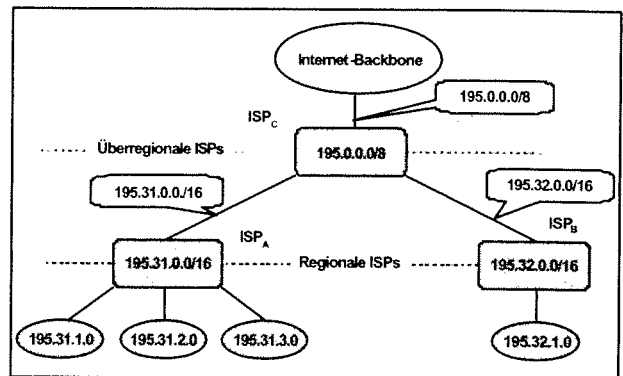 Internet-Backbone
195.0.0.0/8
ISPC
Überregionale ISPs
195.0.0.0/8
195.31.0.0./16
195.32.0.0/16
ISPA
ISPB
195.31.0.0/16
Regionale ISPs
195.32.0.0/16
195.31.1.0
195.31.2.0
195.31.3.0
195.32.1.0